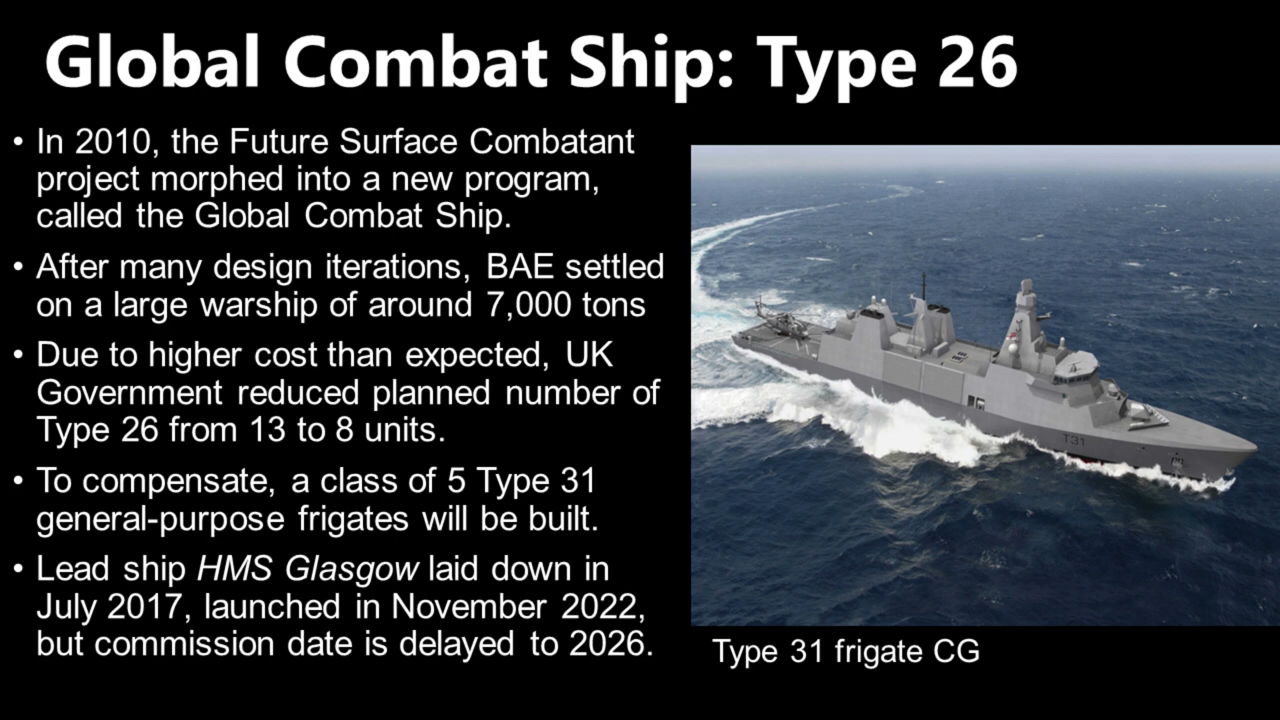 Global Combat Ship: Type 26
• In 2010, the Future Surface Combatant
project morphed into a new program,
called the Global Combat Ship.
• After many design iterations, BAE settled
on a large warship of around 7,000 tons
• Due to higher cost than expected, UK
Government reduced planned number of
Type 26 from 13 to 8 units.
• To compensate, a class of 5 Type 31
general-purpose frigates will be built.
• Lead ship HMS Glasgow laid down in
July 2017, launched in November 2022,
but commission date is delayed to 2026.
T31
Type 31 frigate CG